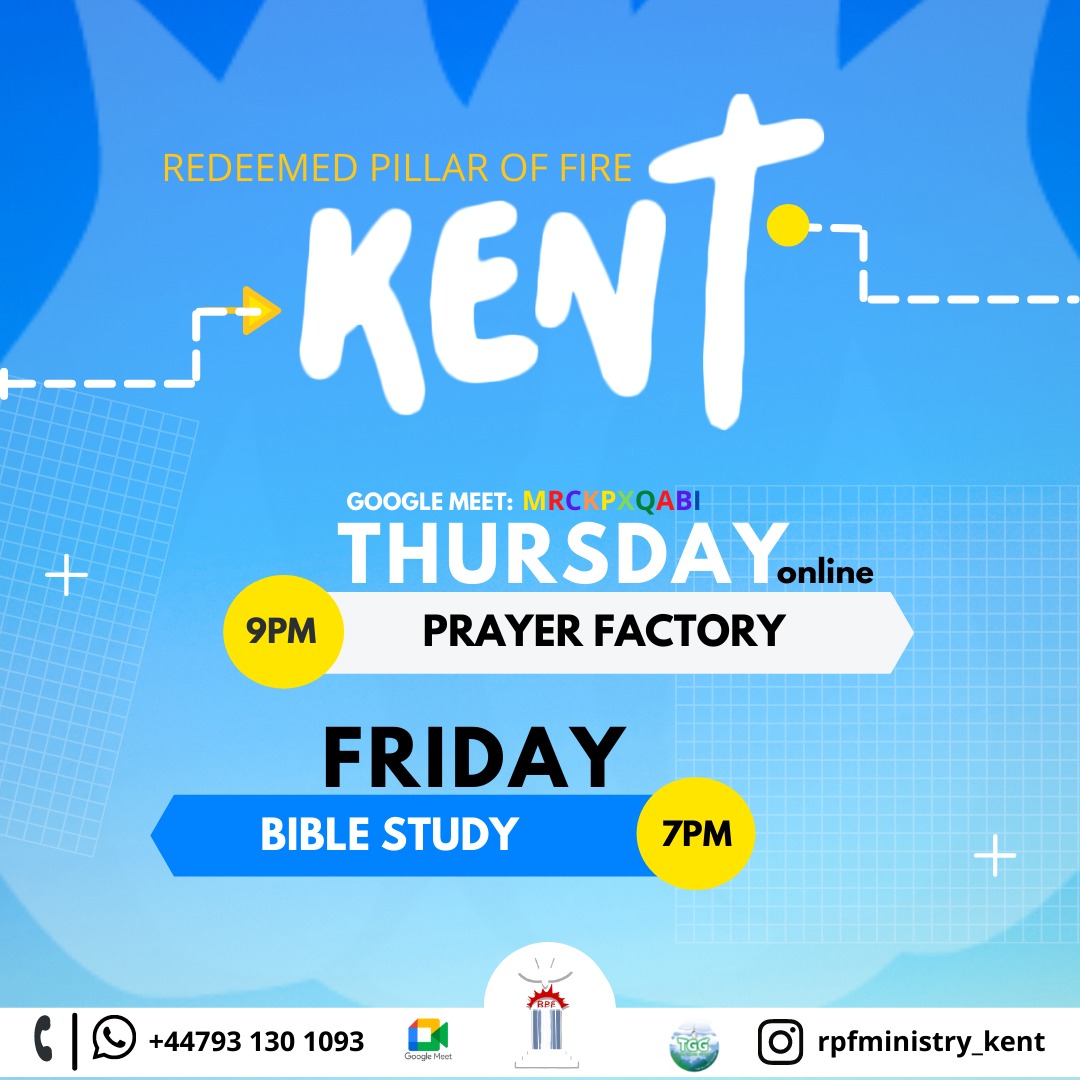 REDEEMED PILLAR OF FIRE
KENT
GOOGLE MEET: MRCKPXQABI
THURSDAY online
9PM PRAYER FACTORY
FRIDAY
BIBLE STUDY 7PM
RPF
+44793 130 1093
Google Meet
TGG
rpfministry_kent